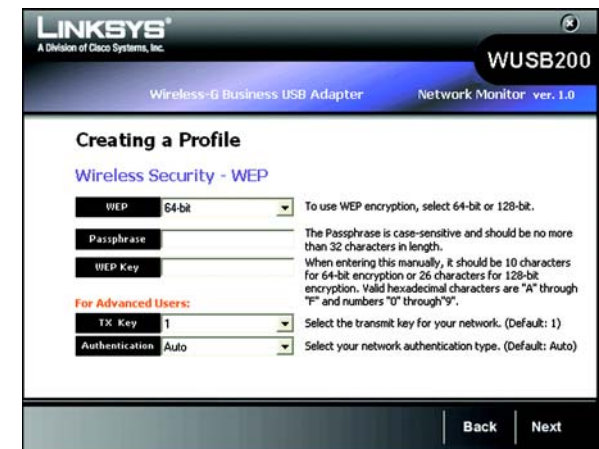 LINKSYS®
A Division of Cisco Systems, Inc.
WUSB200
Wireless-G Business USB Adapter
Network Monitor ver. 1.0
Creating a Profile
Wireless Security - WEP
WEP 64-bit To use WEP encryption, select 64-bit or 128-bit.
Passphrase The Passphrase is case-sensitive and should be no more
than 32 characters in length.
WEP Key When entering this manually, it should be 10 characters
for 64-bit encryption or 26 characters for 128-bit
encryption. Valid hexadecimal characters are "A" through
"F" and numbers "0" through"9".
For Advanced Users:
TX Key 1 Select the transmit key for your network. (Default: 1)
Authentication Auto Select your network authentication type. (Default: Auto)
Back Next